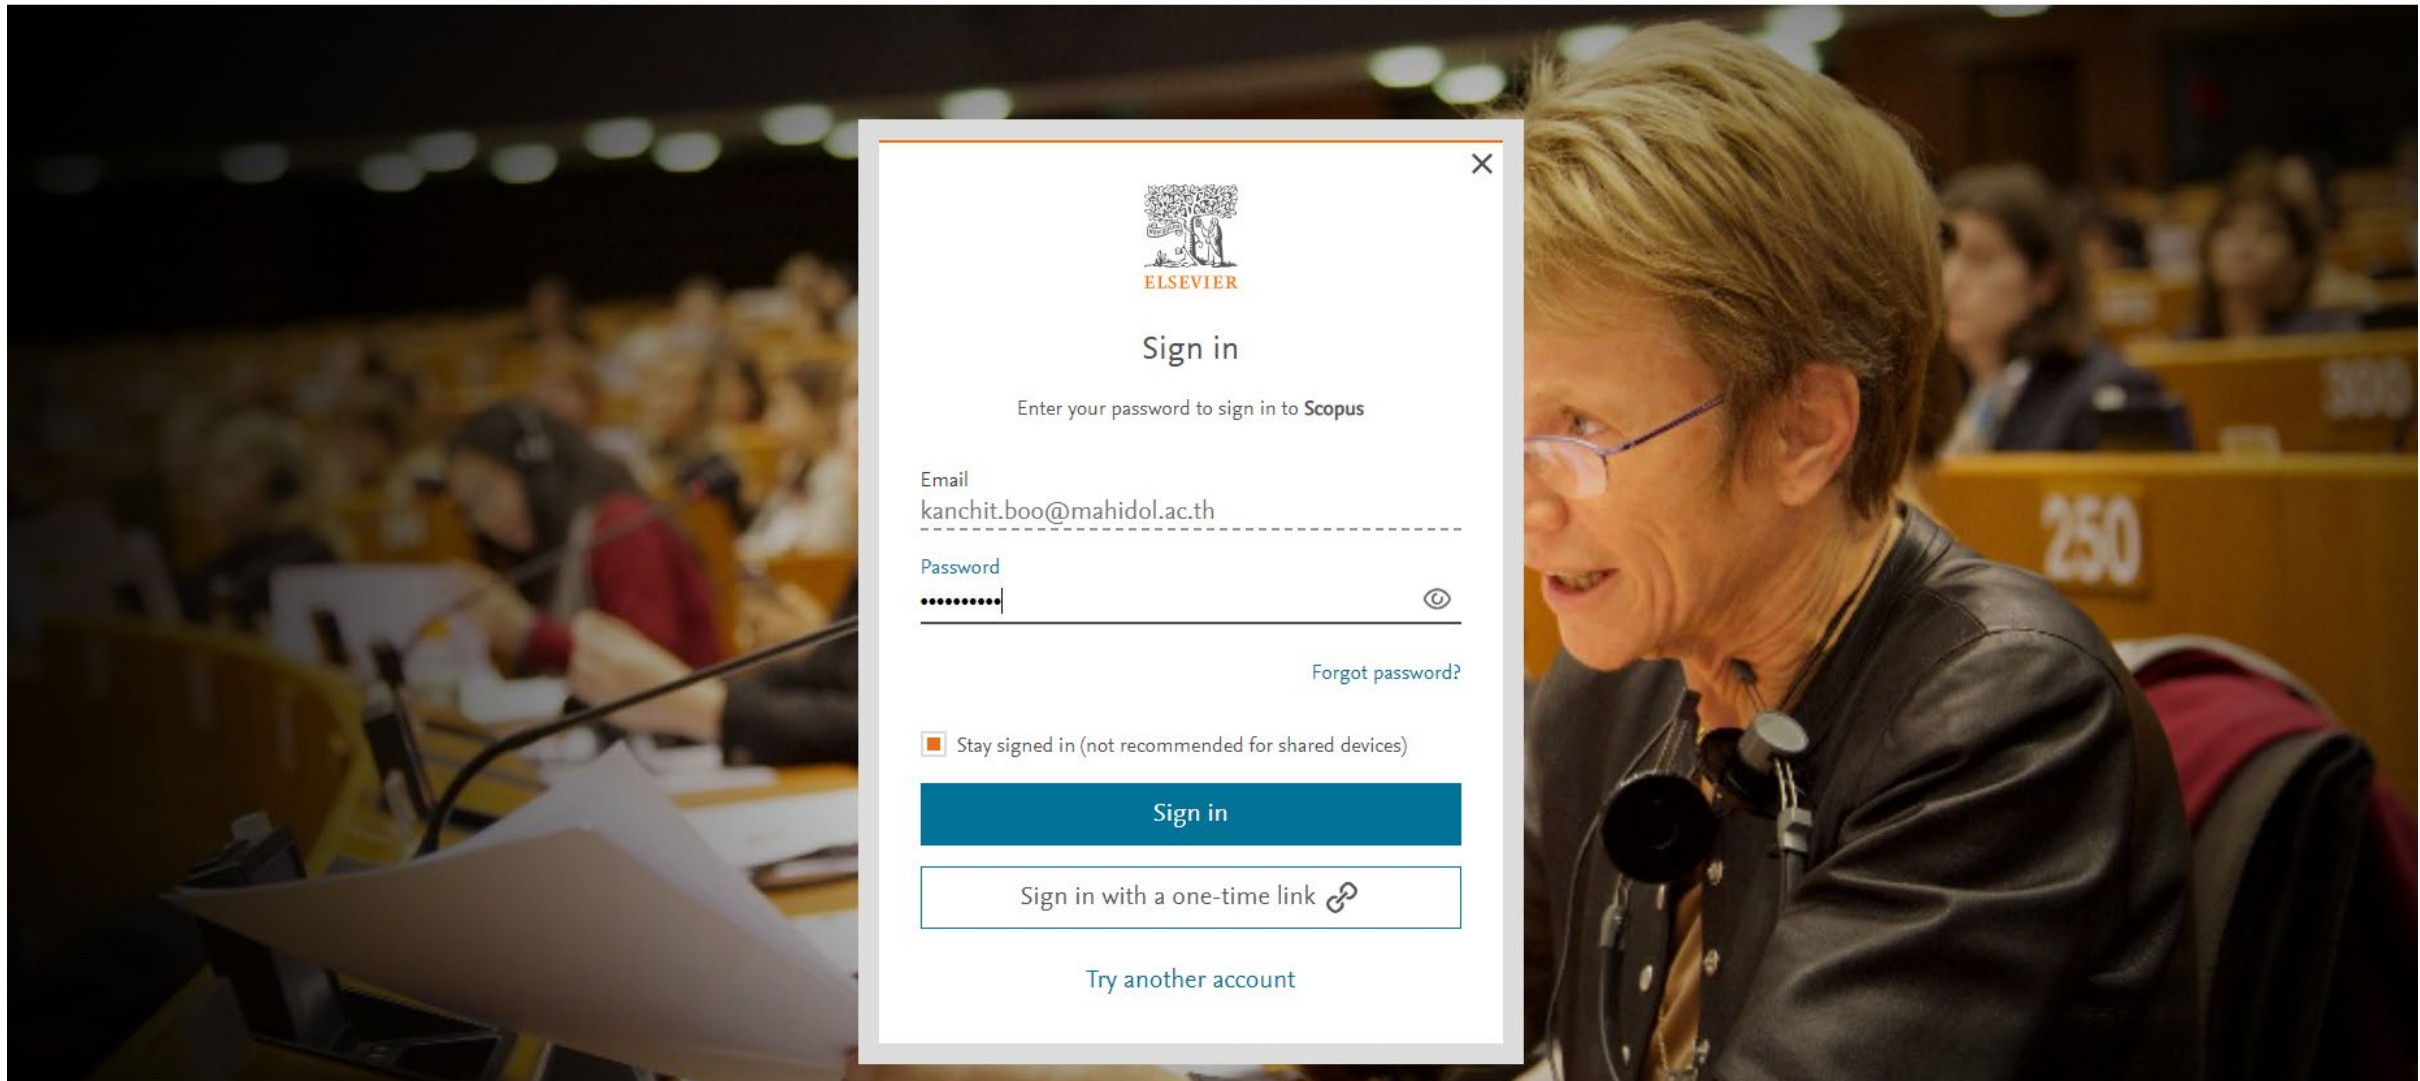 ELSEVIER
Sign in
Enter your password to sign in to Scopus
Email
kanchit.boo@mahidol.ac.th
Password
••••••••••
Forgot password?
Stay signed in (not recommended for shared devices)
Sign in
Sign in with a one-time link
Try another account
250
300